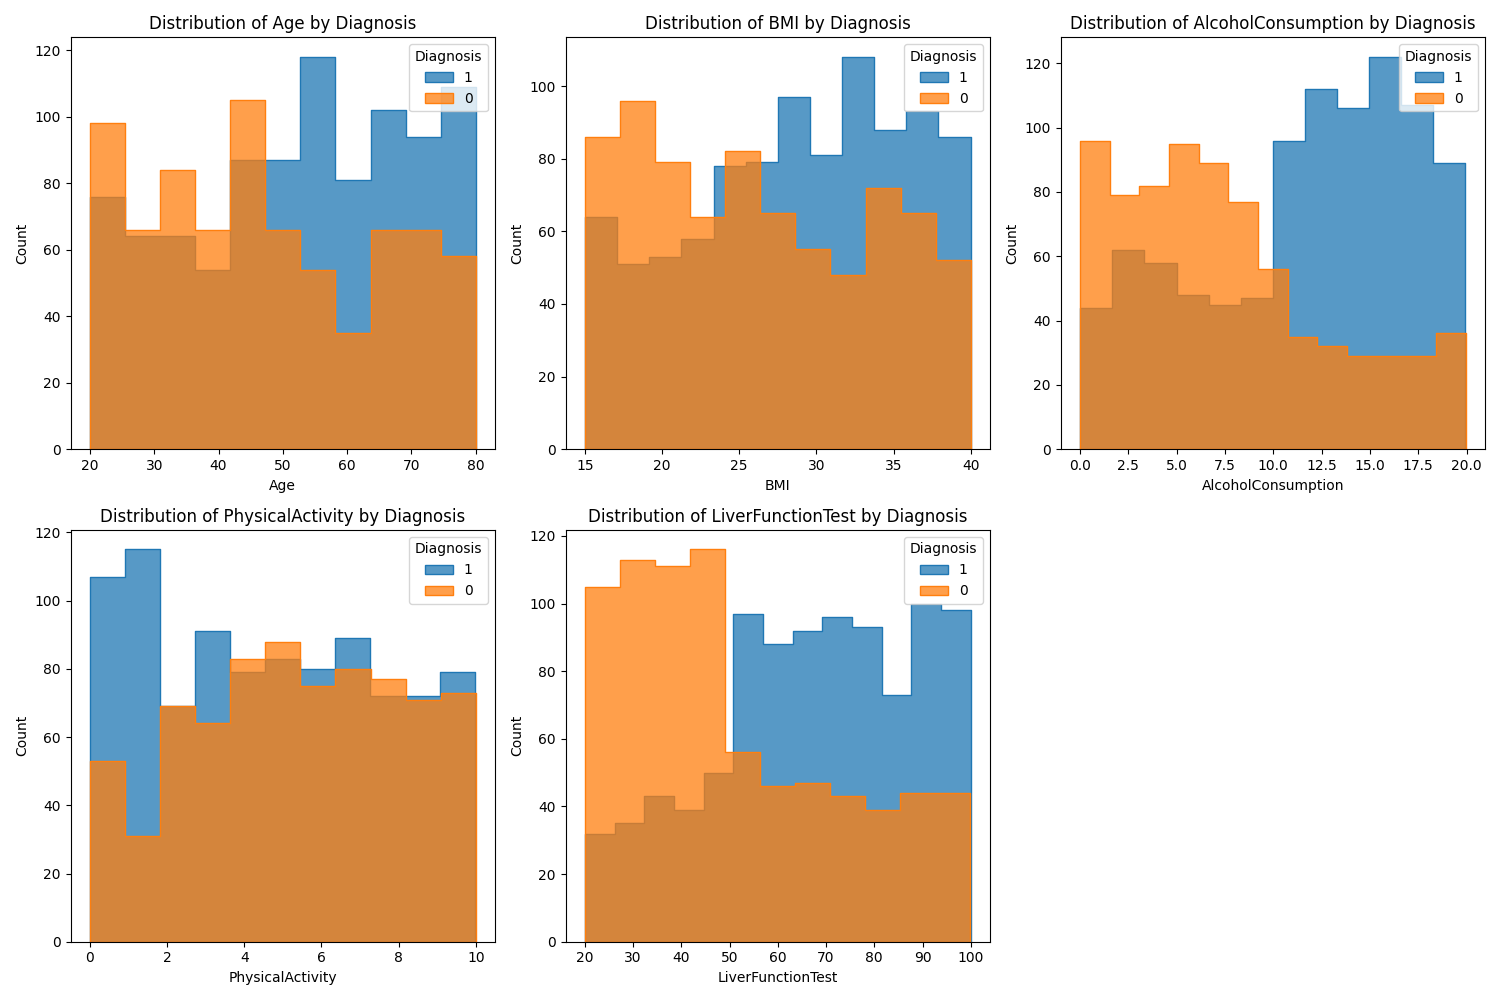 Distribution of Age by Diagnosis
Count
120
100
80
60
40
20
0
20 30 40 50 60 70 80
Age
Diagnosis
1
0
Distribution of BMI by Diagnosis
Count
100
80
60
40
20
0
15 20 25 30 35 40
BMI
Diagnosis
1
0
Distribution of AlcoholConsumption by Diagnosis
Count
120
100
80
60
40
20
0
0.0 2.5 5.0 7.5 10.0 12.5 15.0 17.5 20.0
AlcoholConsumption
Diagnosis
1
0
Distribution of PhysicalActivity by Diagnosis
Count
120
100
80
60
40
20
0
0 2 4 6 8 10
PhysicalActivity
Diagnosis
1
0
Distribution of LiverFunctionTest by Diagnosis
Count
120
100
80
60
40
20
0
20 30 40 50 60 70 80 90 100
LiverFunctionTest
Diagnosis
1
0